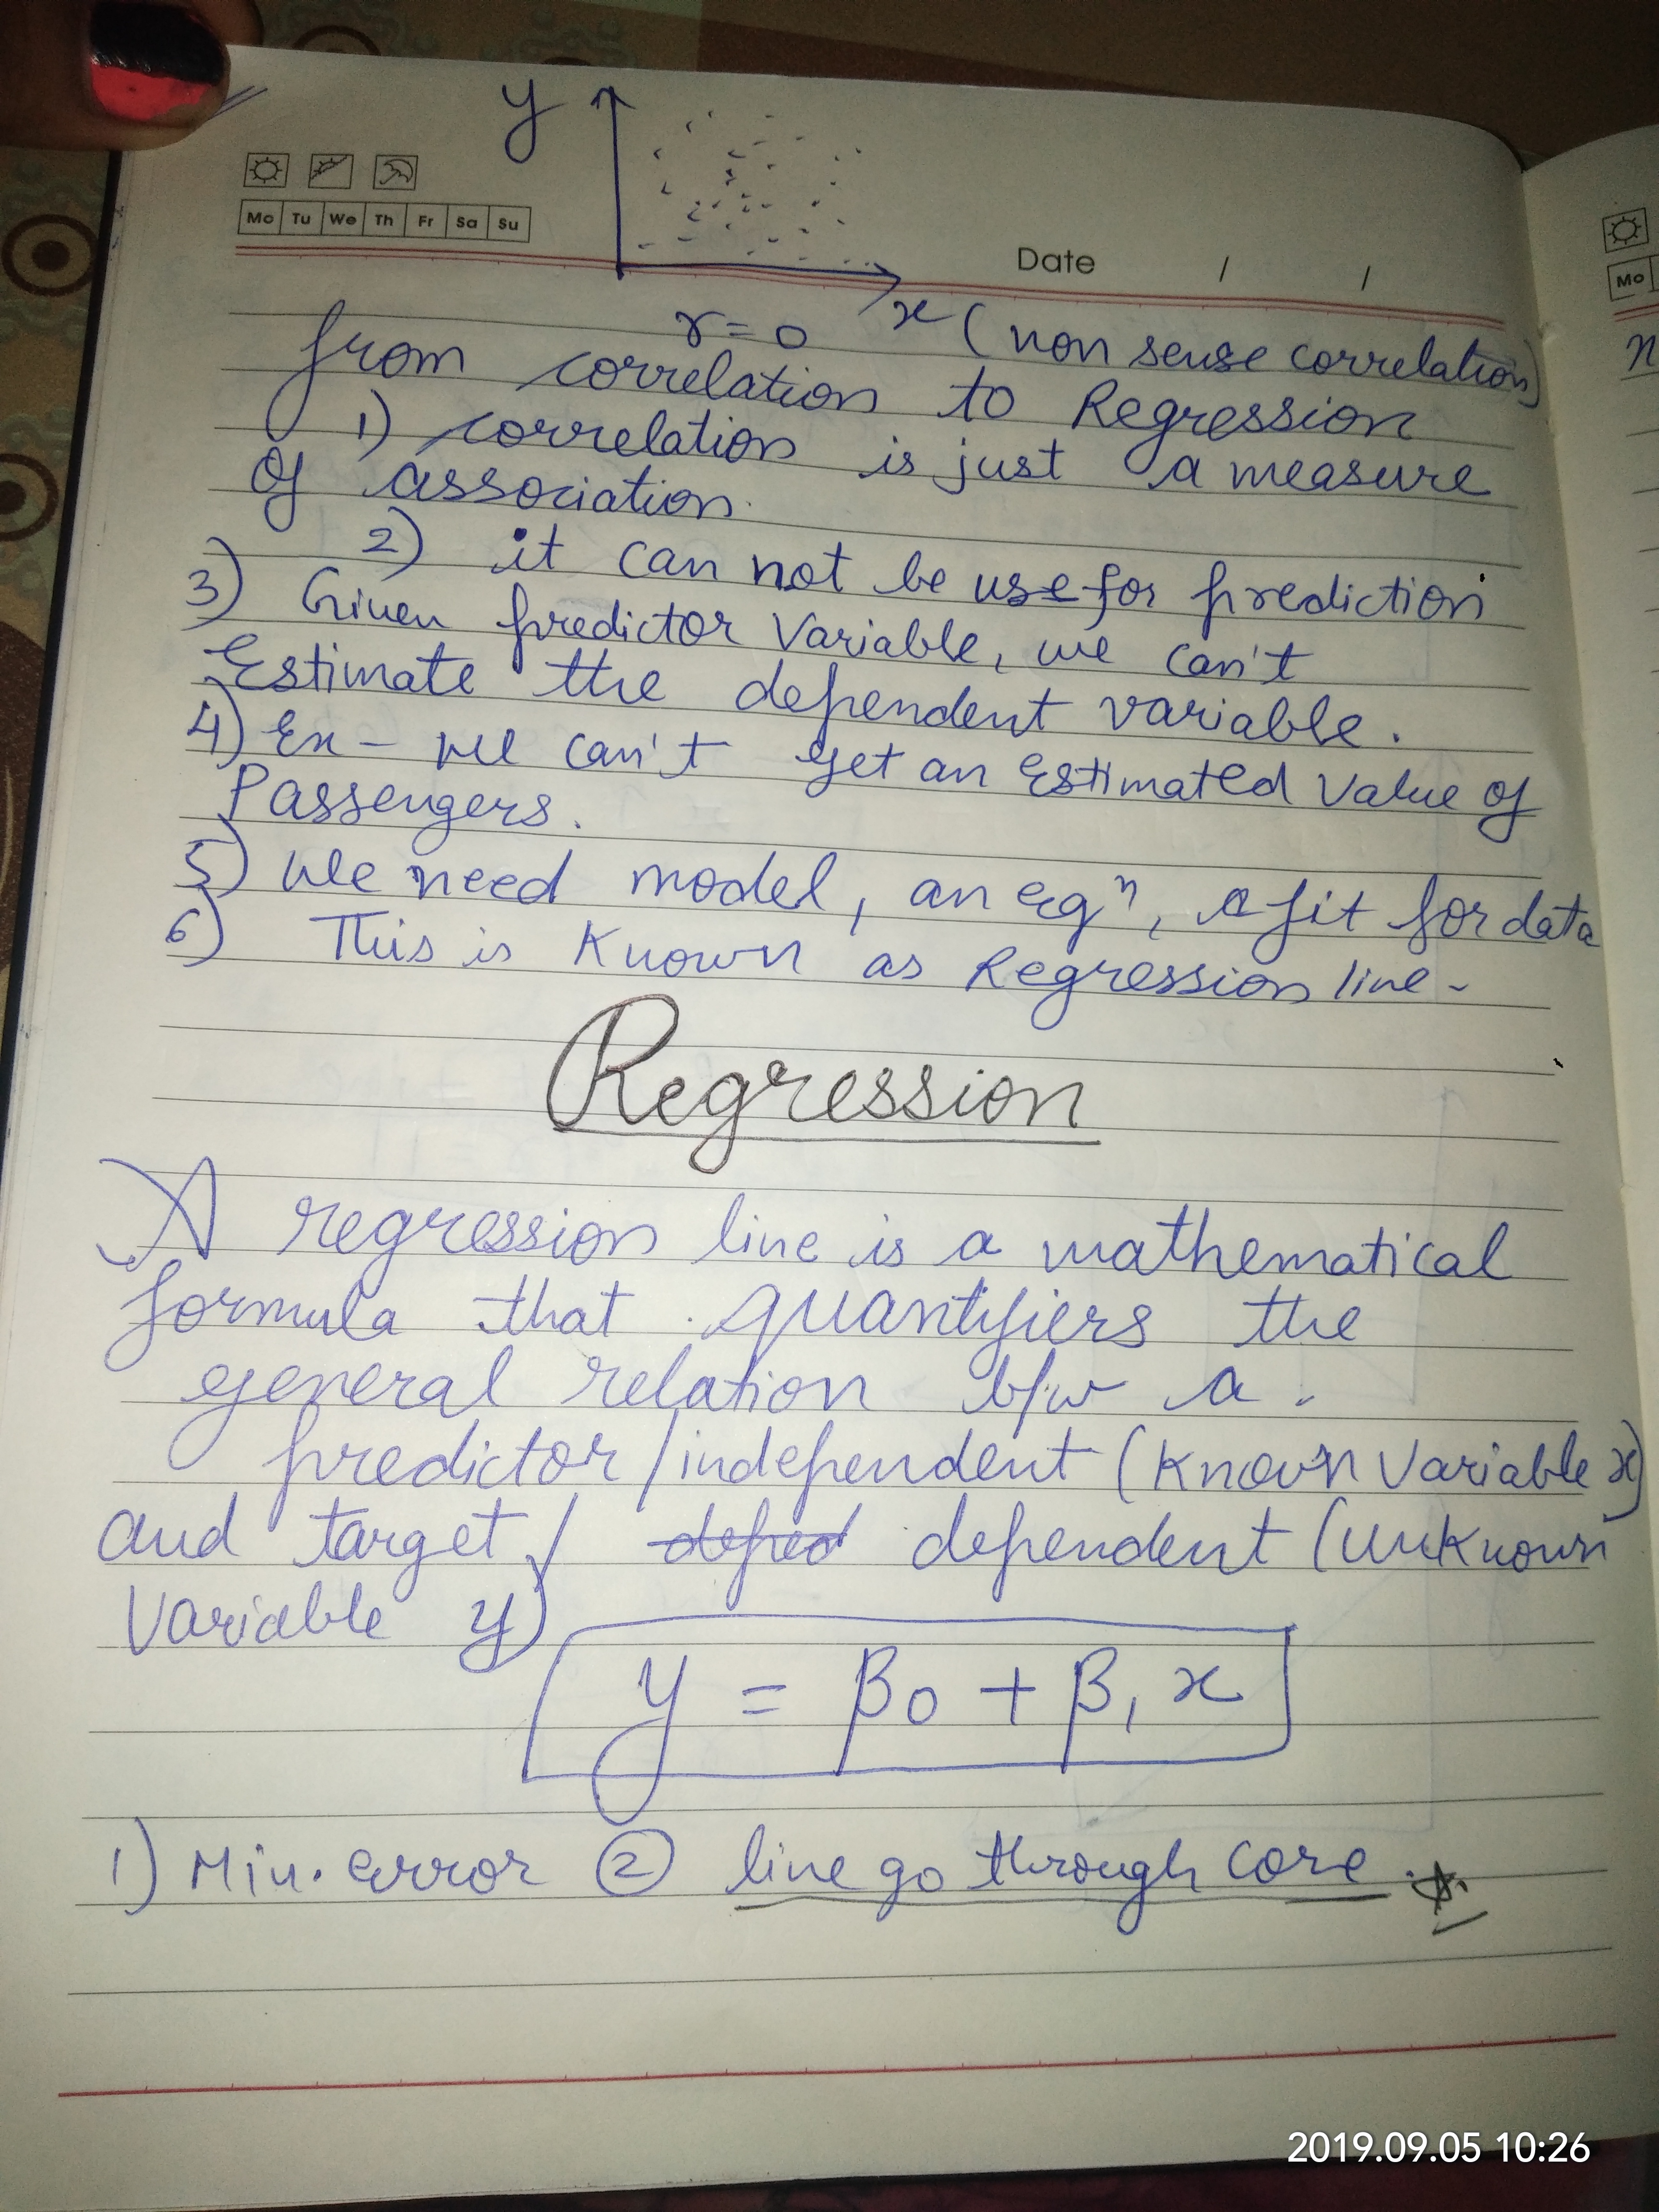 y
Mo Tu We Th Fr Sa Su
Date / /
x
r=0 (non sense correlation)
from correlation to Regression
1) correlation is just a measure
of association.
2) it can not be use for prediction
3) Given predictor Variable, we can't
Estimate the dependent variable.
4) Ex - we can't get an Estimated Value of
Passengers.
5) We need model, an eqⁿ, a fit for data
6) This is Known as Regression line -
Regression
A regression line is a mathematical
formula that quantifiers the
general relation b/w a
predictor/independent (Known Variable x)
and target / depned dependent (Unknown
Variable y)
y = β0 + β1 x
1) Min. error ② line go through core.
Mo
2019.09.05 10:26